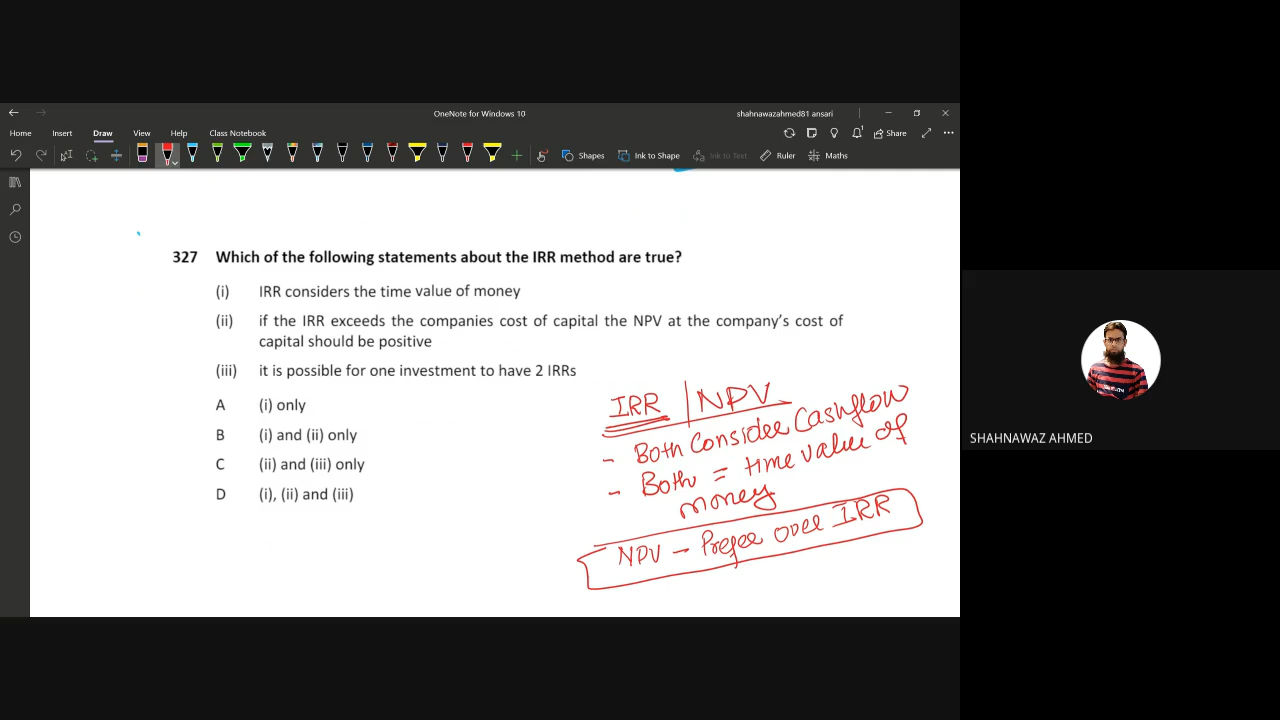 OneNote for Windows 10
shahnawazahmed81 ansari
Home Insert Draw View Help Class Notebook
Share
Shapes Ink to Shape Ink to Text Ruler Maths
327 Which of the following statements about the IRR method are true?
(i) IRR considers the time value of money
(ii) if the IRR exceeds the companies cost of capital the NPV at the company's cost of
capital should be positive
(iii) it is possible for one investment to have 2 IRRs
A (i) only
B (i) and (ii) only
C (ii) and (iii) only
D (i), (ii) and (iii)
IRR | NPV
- Both Consider Cashflow
- Both = time value of
money
NPV - Prefer over IRR
SHAHNAWAZ AHMED